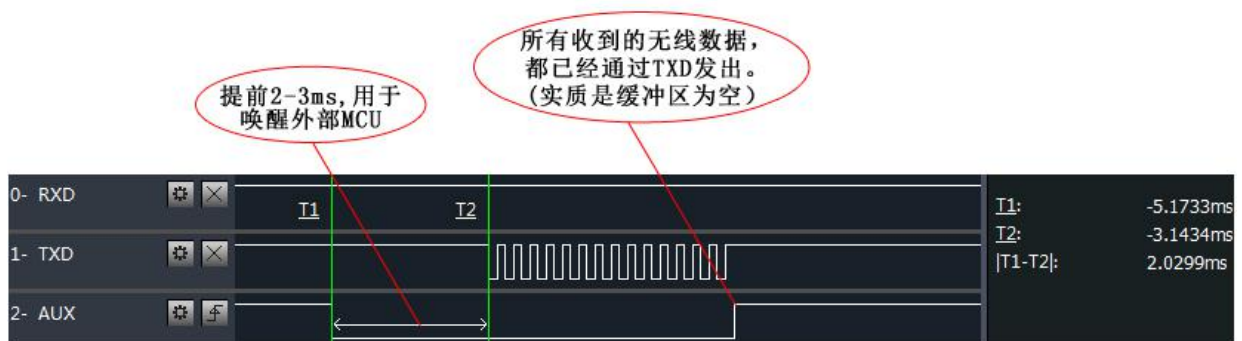 所有收到的无线数据，
都已经通过TXD发出。
(实质是缓冲区为空）
提前2-3ms,用于
唤醒外部MCU
0- RXD
T1
T2
1- TXD
2- AUX
T1: -5.1733ms
T2: -3.1434ms
|T1-T2|: 2.0299ms